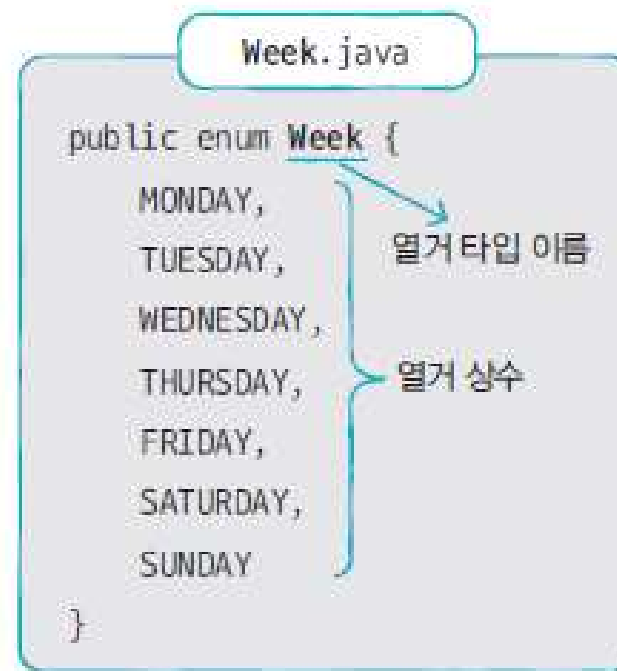 Week.java
public enum Week {
MONDAY,
TUESDAY,
열거 타입 이름
WEDNESDAY,
THURSDAY,
열거 상수
FRIDAY,
SATURDAY,
SUNDAY
}